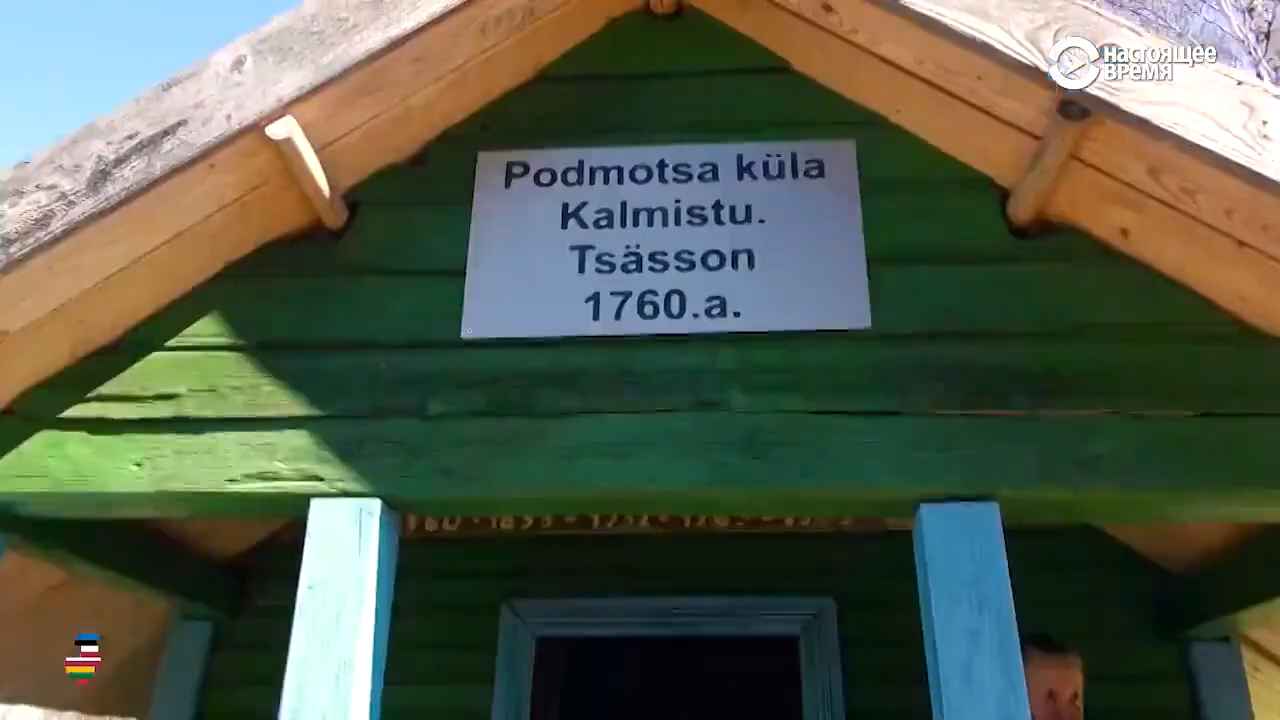 настоящее
время
Podmotsa küla
Kalmistu.
Tsässon
1760.a.